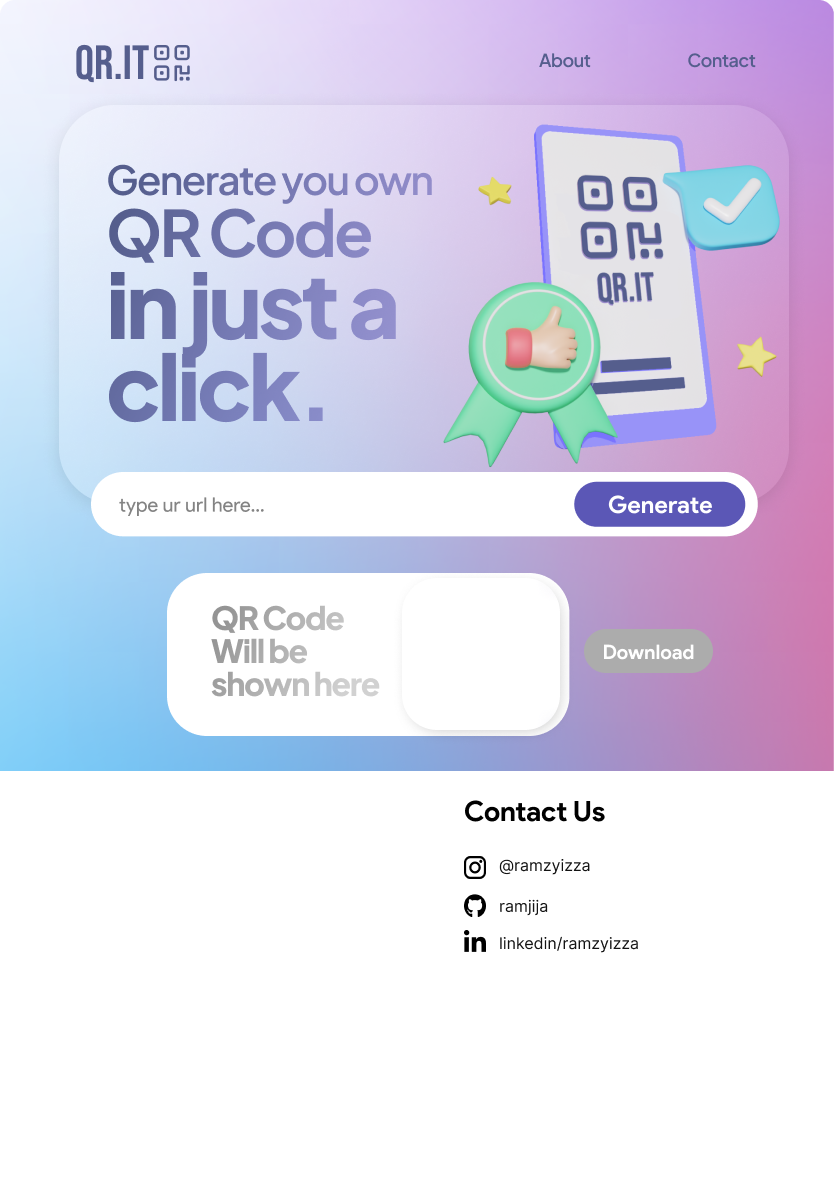 QR.IT
About
Contact
Generate you own
QR Code
in just a
click.
QR.IT
type ur url here...
Generate
QR Code
Will be
shown here
Download
Contact Us
@ramzyizza
ramjija
linkedin/ramzyizza